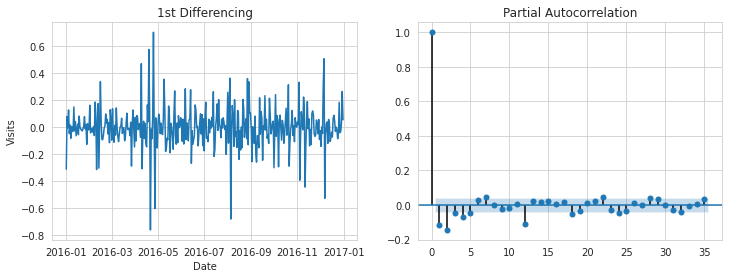 1st Differencing
Partial Autocorrelation
0.6
0.4
0.2
0.0
−0.2
−0.4
−0.6
−0.8
Visits
2016-01 2016-03 2016-05 2016-07 2016-09 2016-11 2017-01
Date
1.0
0.8
0.6
0.4
0.2
0.0
−0.2
0 5 10 15 20 25 30 35